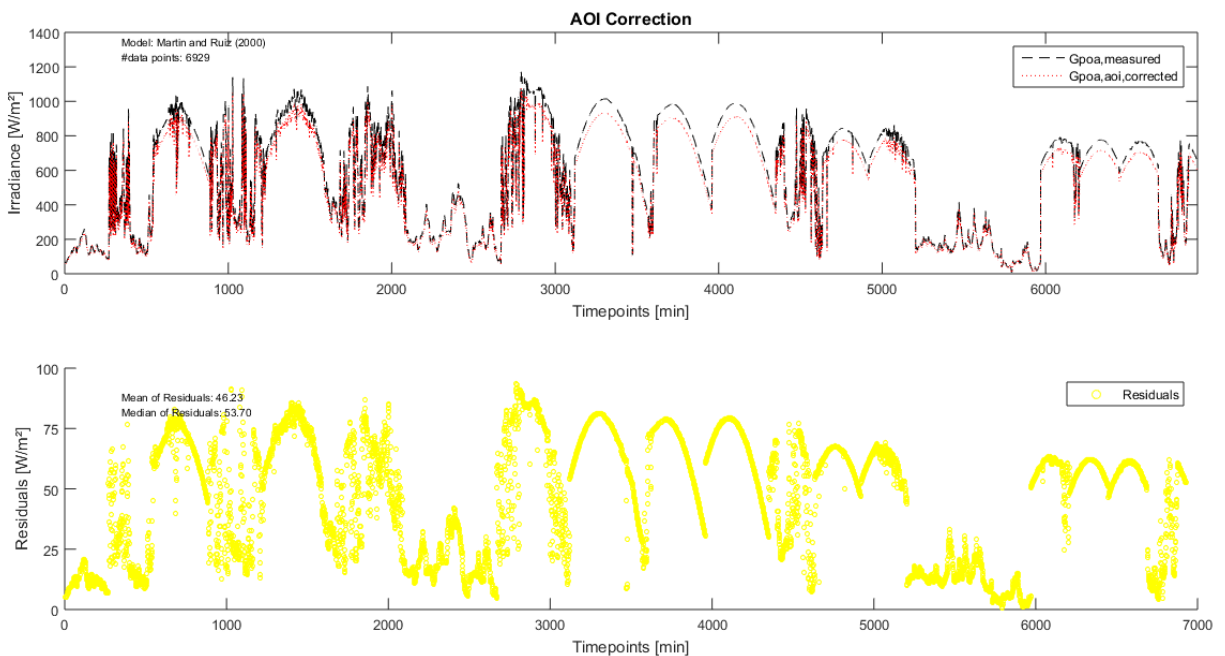 AOI Correction
Model: Martin and Ruiz (2000)
#data points: 6929
Gpoa,measured
Gpoa,aoi,corrected
Irradiance [W/m²]
1400
1200
1000
800
600
400
200
0
0 1000 2000 3000 4000 5000 6000
Timepoints [min]
Mean of Residuals: 46.23
Median of Residuals: 53.70
Residuals
Residuals [W/m²]
100
75
50
25
0
0 1000 2000 3000 4000 5000 6000 7000
Timepoints [min]